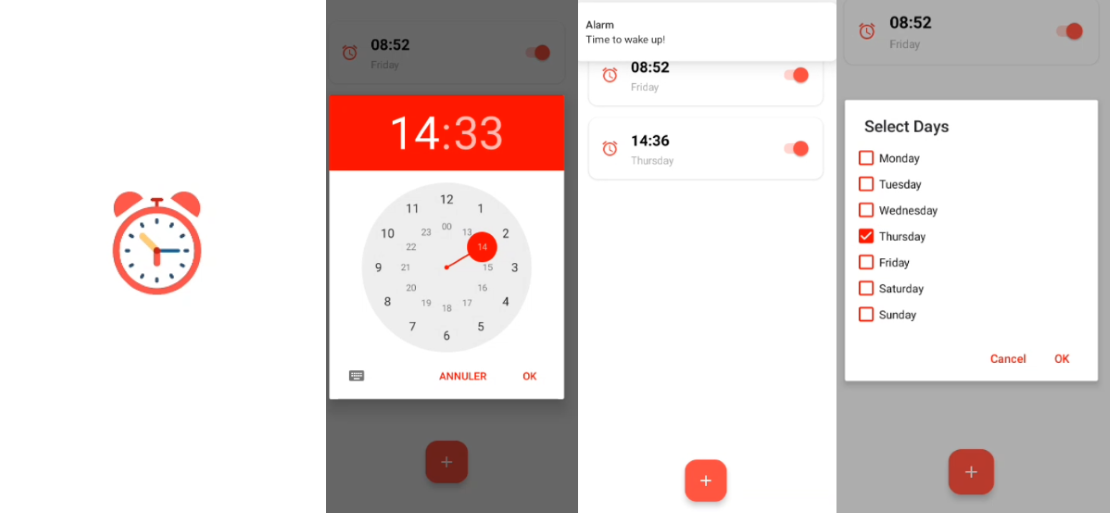 08:52
Friday
14:33
12
11
1
00
23
13
10
2
22
14
9
21
15
3
20
16
8
4
19
17
18
7
5
6
ANNULER
OK
+
Alarm
Time to wake up!
08:52
Friday
14:36
Thursday
+
08:52
Friday
Select Days
Monday
Tuesday
Wednesday
Thursday
Friday
Saturday
Sunday
Cancel
OK
+